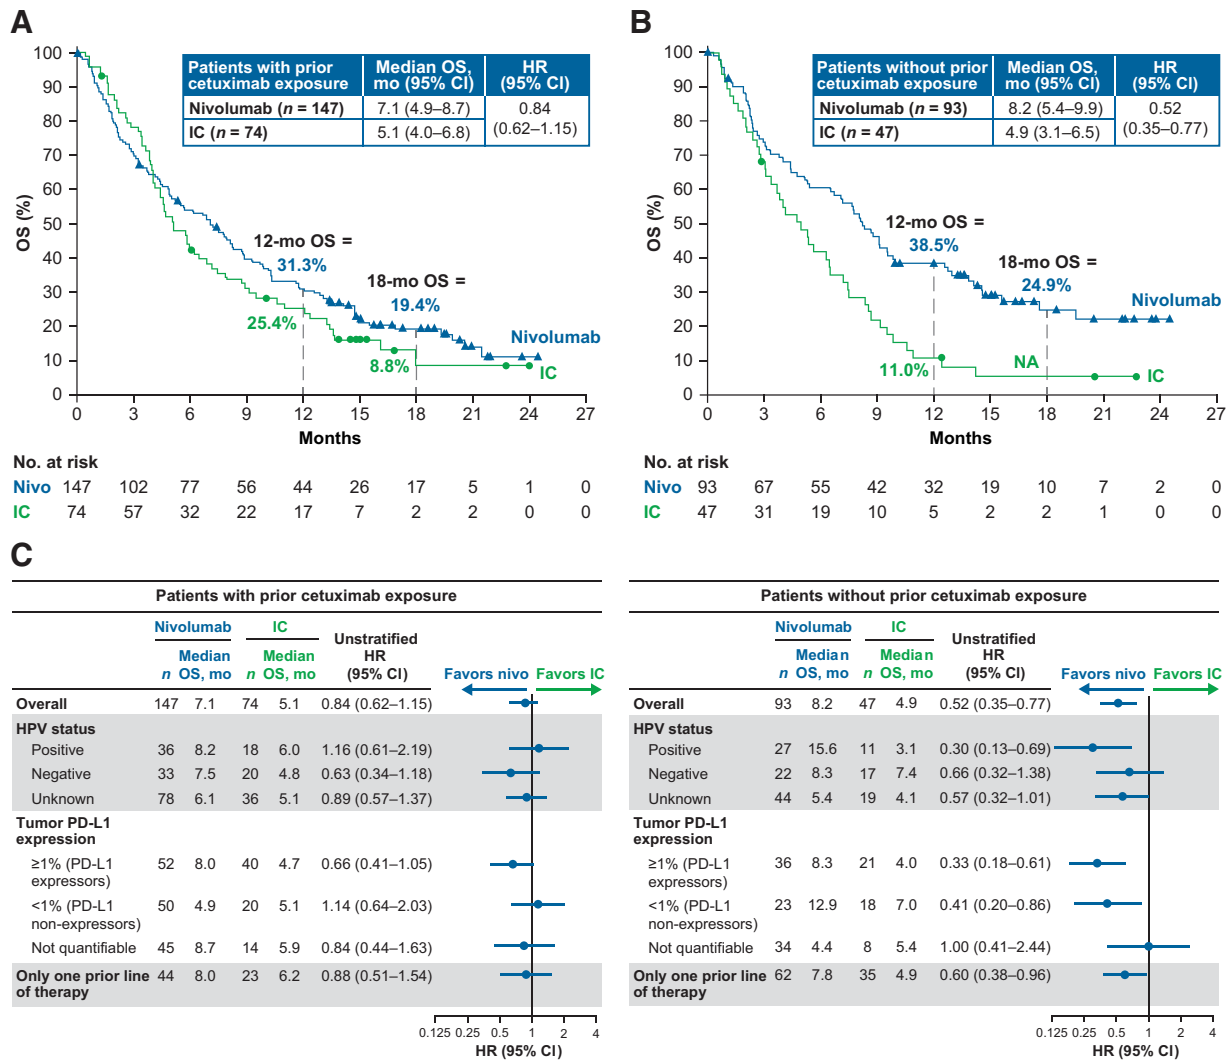 A
Patients with prior cetuximab exposure Median OS, mo (95% CI) HR (95% CI)
Nivolumab (n = 147) 7.1 (4.9–8.7) 0.84 (0.62–1.15)
IC (n = 74) 5.1 (4.0–6.8)
OS (%)
100
90
80
70
60
50
40
30
20
10
0
12-mo OS =
31.3%
25.4%
18-mo OS =
19.4%
8.8%
Nivolumab
IC
0 3 6 9 12 15 18 21 24 27
Months
No. at risk
Nivo 147 102 77 56 44 26 17 5 1 0
IC 74 57 32 22 17 7 2 2 0 0
B
Patients without prior cetuximab exposure Median OS, mo (95% CI) HR (95% CI)
Nivolumab (n = 93) 8.2 (5.4–9.9) 0.52 (0.35–0.77)
IC (n = 47) 4.9 (3.1–6.5)
OS (%)
100
90
80
70
60
50
40
30
20
10
0
12-mo OS =
38.5%
11.0%
18-mo OS =
24.9%
NA
Nivolumab
IC
0 3 6 9 12 15 18 21 24 27
Months
No. at risk
Nivo 93 67 55 42 32 19 10 7 2 0
IC 47 31 19 10 5 2 2 1 0 0
C
Patients with prior cetuximab exposure
Nivolumab IC Unstratified HR (95% CI)
n Median OS, mo n Median OS, mo
Favors nivo Favors IC
Overall 147 7.1 74 5.1 0.84 (0.62–1.15)
HPV status
Positive 36 8.2 18 6.0 1.16 (0.61–2.19)
Negative 33 7.5 20 4.8 0.63 (0.34–1.18)
Unknown 78 6.1 36 5.1 0.89 (0.57–1.37)
Tumor PD-L1
expression
≥1% (PD-L1 expressors) 52 8.0 40 4.7 0.66 (0.41–1.05)
<1% (PD-L1 non-expressors) 50 4.9 20 5.1 1.14 (0.64–2.03)
Not quantifiable 45 8.7 14 5.9 0.84 (0.44–1.63)
Only one prior line of therapy 44 8.0 23 6.2 0.88 (0.51–1.54)
0.125 0.25 0.5 1 2 4
HR (95% CI)
Patients without prior cetuximab exposure
Nivolumab IC Unstratified HR (95% CI)
n Median OS, mo n Median OS, mo
Favors nivo Favors IC
Overall 93 8.2 47 4.9 0.52 (0.35–0.77)
HPV status
Positive 27 15.6 11 3.1 0.30 (0.13–0.69)
Negative 22 8.3 17 7.4 0.66 (0.32–1.38)
Unknown 44 5.4 19 4.1 0.57 (0.32–1.01)
Tumor PD-L1
expression
≥1% (PD-L1 expressors) 36 8.3 21 4.0 0.33 (0.18–0.61)
<1% (PD-L1 non-expressors) 23 12.9 18 7.0 0.41 (0.20–0.86)
Not quantifiable 34 4.4 8 5.4 1.00 (0.41–2.44)
Only one prior line of therapy 62 7.8 35 4.9 0.60 (0.38–0.96)
0.125 0.25 0.5 1 2 4
HR (95% CI)